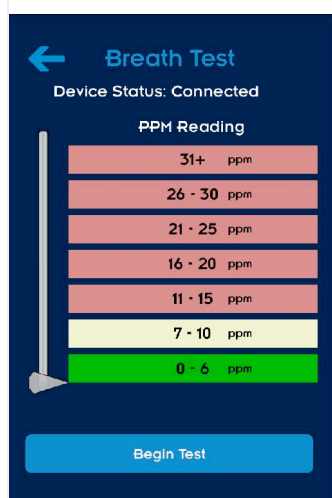 Breath Test
Device Status: Connected
PPM Reading
31+ ppm
26 - 30 ppm
21 - 25 ppm
16 - 20 ppm
11 - 15 ppm
7 - 10 ppm
0 - 6 ppm
Begin Test